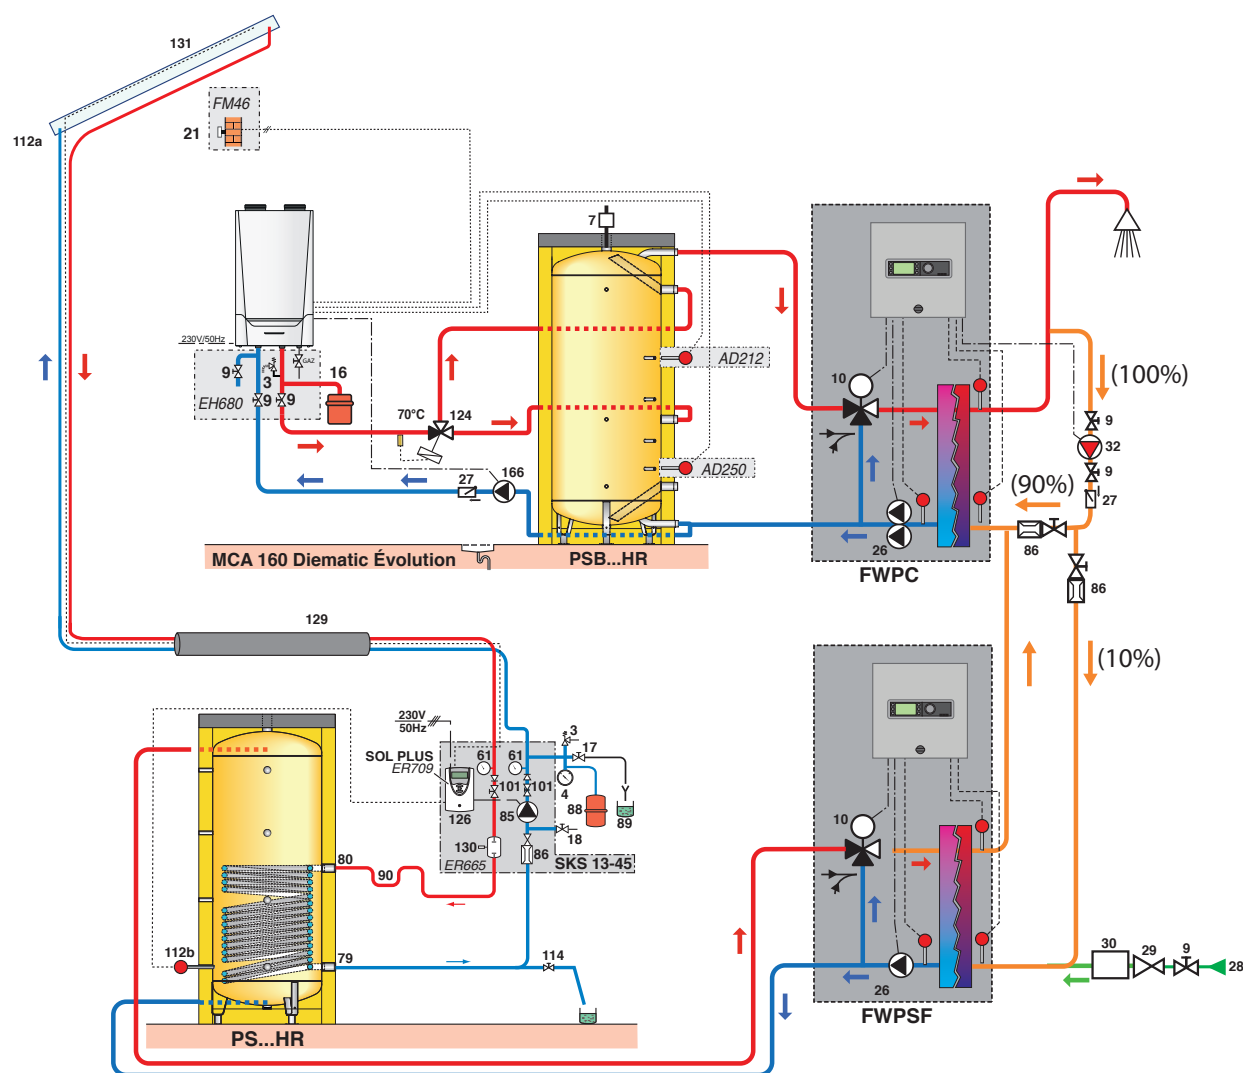 131
FM46
21
112a
7
230V/50Hz
GAZ
9
3
16
9
9
EH680
70°C
124
AD212
AD250
166
27
10
26
FWPC
(100%)
9
32
9
27
(90%)
86
86
MCA 160 Diematic Évolution
PSB...HR
129
(10%)
230V
50Hz
SOL PLUS
ER709
61
61
3
17
101
101
4
88
89
126
85
18
130
86
ER665
SKS 13-45
80
90
112b
79
114
PS...HR
10
26
FWPSF
30
29
9
28